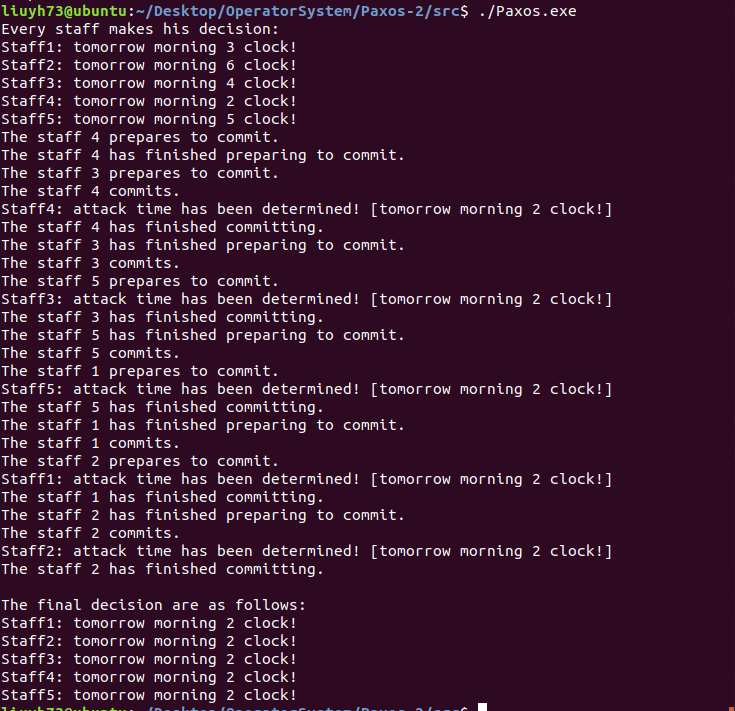 liuyh73@ubuntu:~/Desktop/OperatorSystem/Paxos-2/src$ ./Paxos.exe
Every staff makes his decision:
Staff1: tomorrow morning 3 clock!
Staff2: tomorrow morning 6 clock!
Staff3: tomorrow morning 4 clock!
Staff4: tomorrow morning 2 clock!
Staff5: tomorrow morning 5 clock!
The staff 4 prepares to commit.
The staff 4 has finished preparing to commit.
The staff 3 prepares to commit.
The staff 4 commits.
Staff4: attack time has been determined! [tomorrow morning 2 clock!]
The staff 4 has finished committing.
The staff 3 has finished preparing to commit.
The staff 3 commits.
The staff 5 prepares to commit.
Staff3: attack time has been determined! [tomorrow morning 2 clock!]
The staff 3 has finished committing.
The staff 5 has finished preparing to commit.
The staff 5 commits.
The staff 1 prepares to commit.
Staff5: attack time has been determined! [tomorrow morning 2 clock!]
The staff 5 has finished committing.
The staff 1 has finished preparing to commit.
The staff 1 commits.
The staff 2 prepares to commit.
Staff1: attack time has been determined! [tomorrow morning 2 clock!]
The staff 1 has finished committing.
The staff 2 has finished preparing to commit.
The staff 2 commits.
Staff2: attack time has been determined! [tomorrow morning 2 clock!]
The staff 2 has finished committing.
The final decision are as follows:
Staff1: tomorrow morning 2 clock!
Staff2: tomorrow morning 2 clock!
Staff3: tomorrow morning 2 clock!
Staff4: tomorrow morning 2 clock!
Staff5: tomorrow morning 2 clock!
liuyh73@ubuntu:~/Desktop/OperatorSystem/Paxos-2/src$